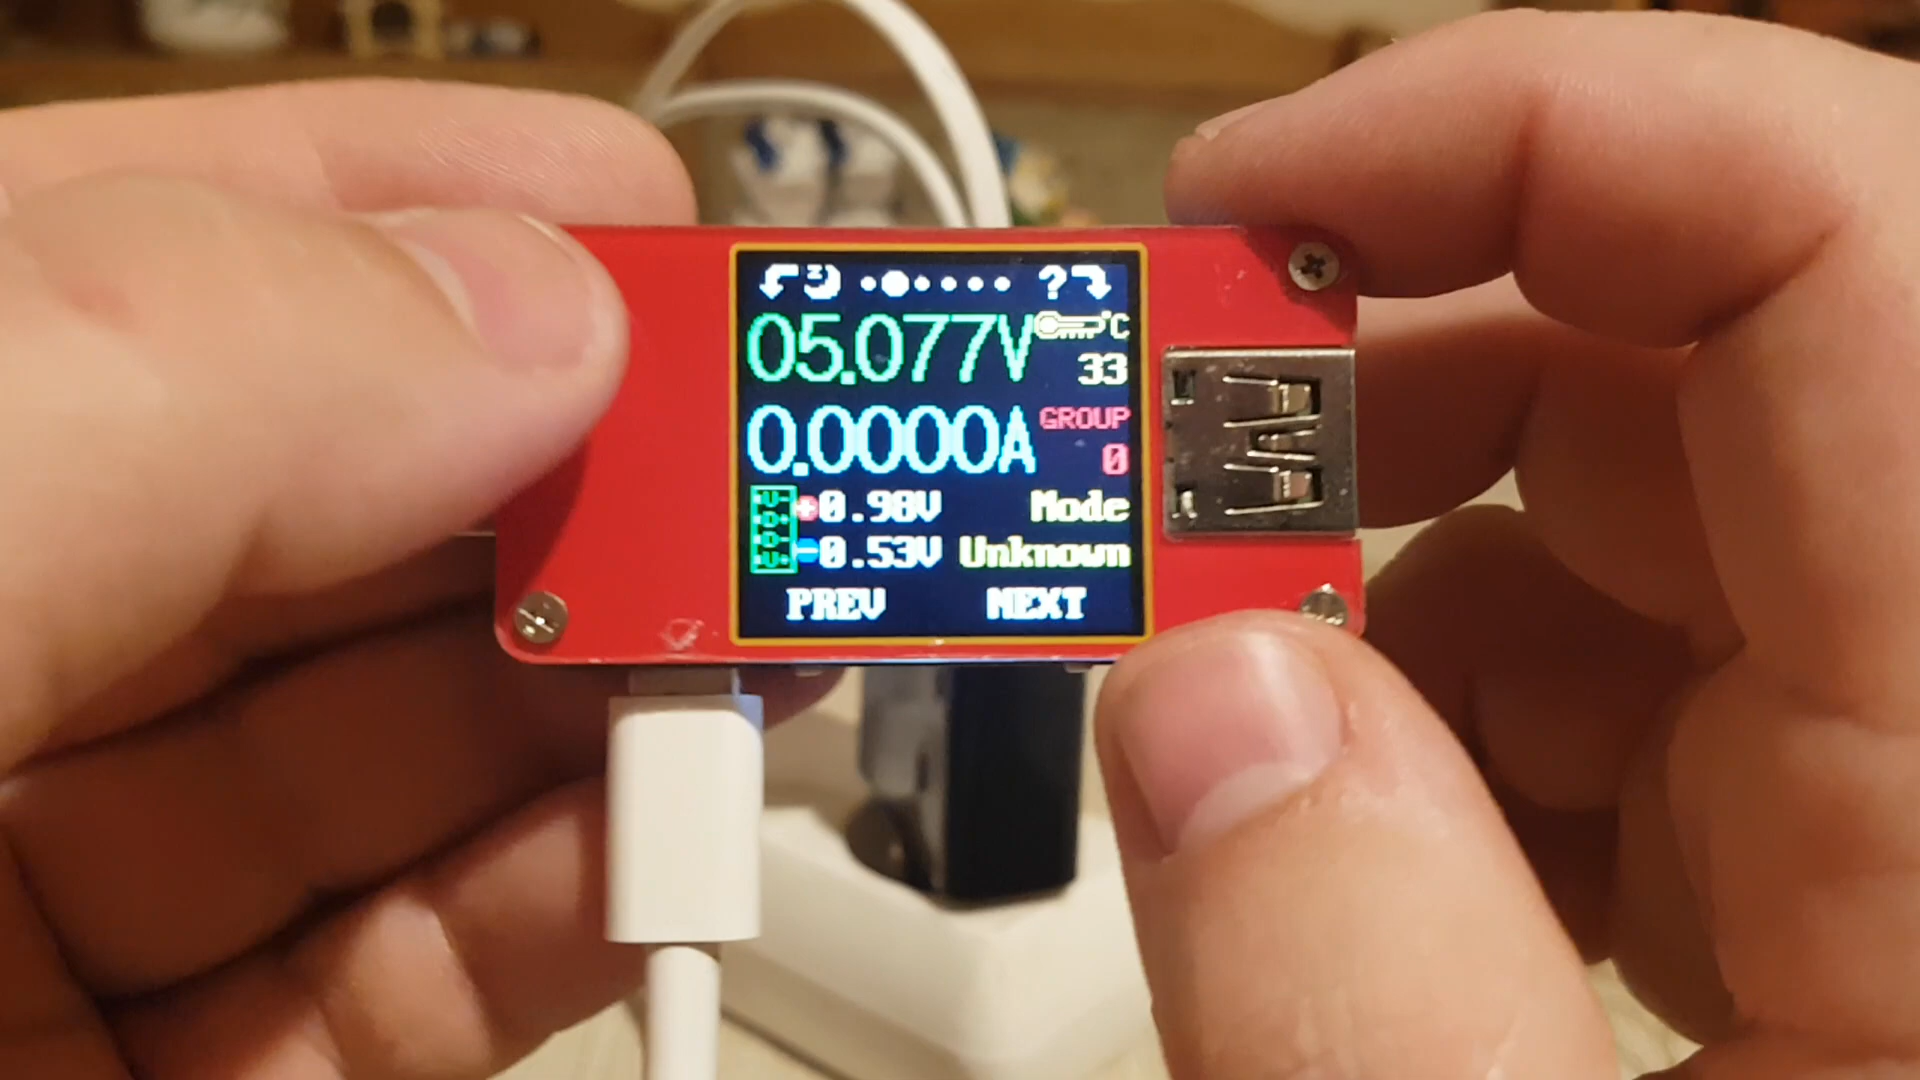 ?
05.077V °C
33
0.0000A GROUP
0
U-
D+
D-
U+
+0.98V Mode
-0.53V Unknown
PREV NEXT